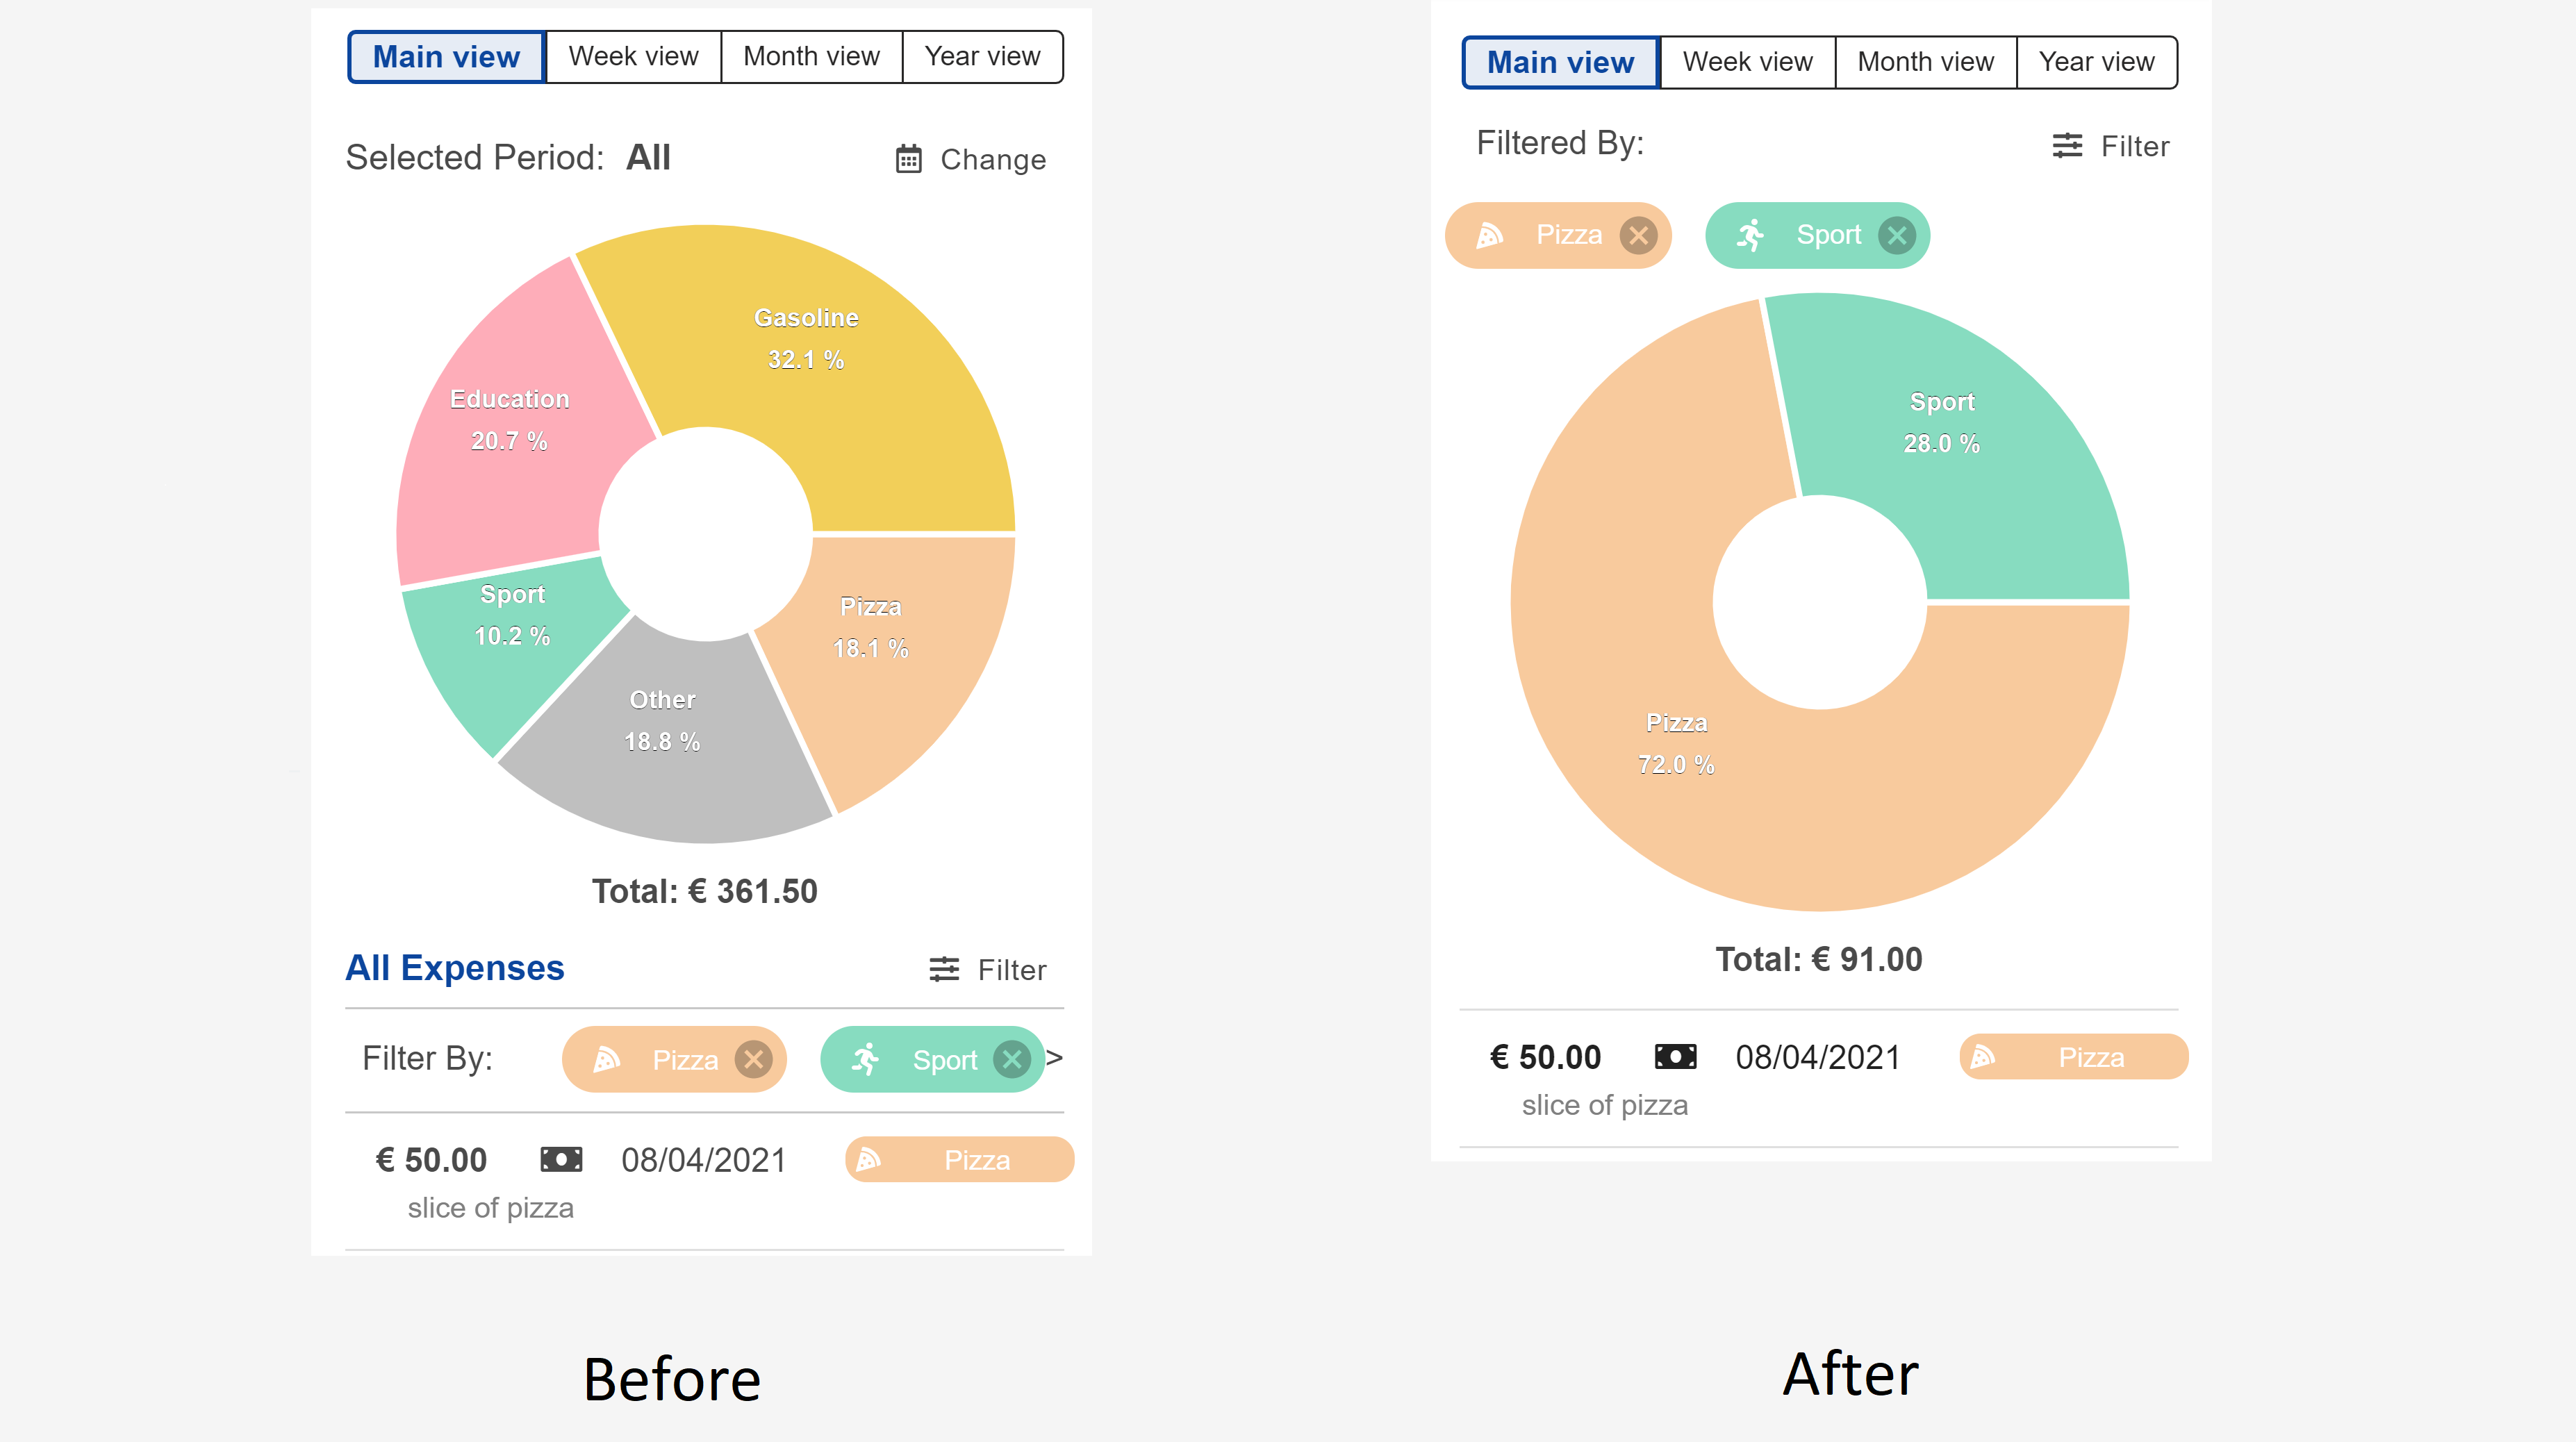 Main view Week view Month view Year view
Selected Period: All Change
Gasoline
32.1 %
Education
20.7 %
Sport
10.2 %
Pizza
18.1 %
Other
18.8 %
Total: € 361.50
All Expenses Filter
Filter By: Pizza Sport >
€ 50.00 08/04/2021 Pizza
slice of pizza
Before
Main view Week view Month view Year view
Filtered By: Filter
Pizza Sport
Sport
28.0 %
Pizza
72.0 %
Total: € 91.00
€ 50.00 08/04/2021 Pizza
slice of pizza
After